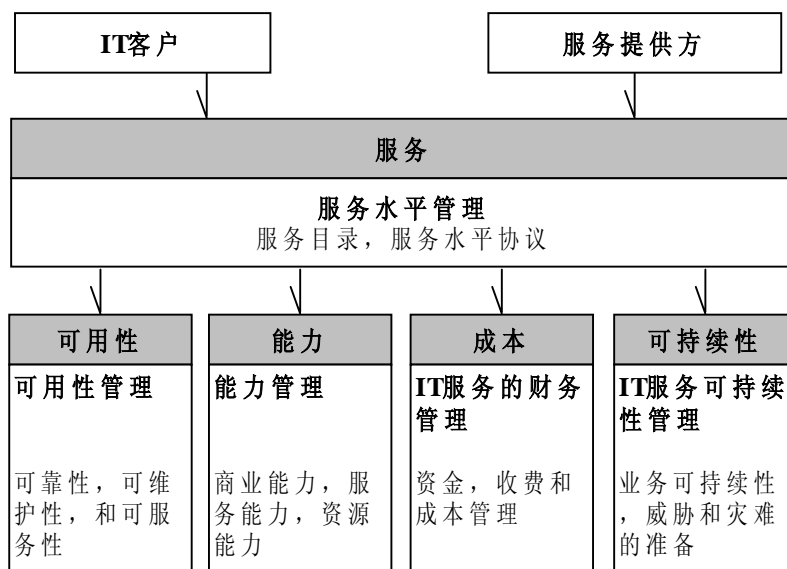 IT客户
服务提供方
服务
服务水平管理
服务目录，服务水平协议
可用性
可用性管理
可靠性，可维
护性，和可服
务性
能力
能力管理
商业能力，服
务能力，资源
能力
成本
IT服务的财务
管理
资金，收费和
成本管理
可持续性
IT服务可持续
性管理
业务可持续性
，威胁和灾难
的准备